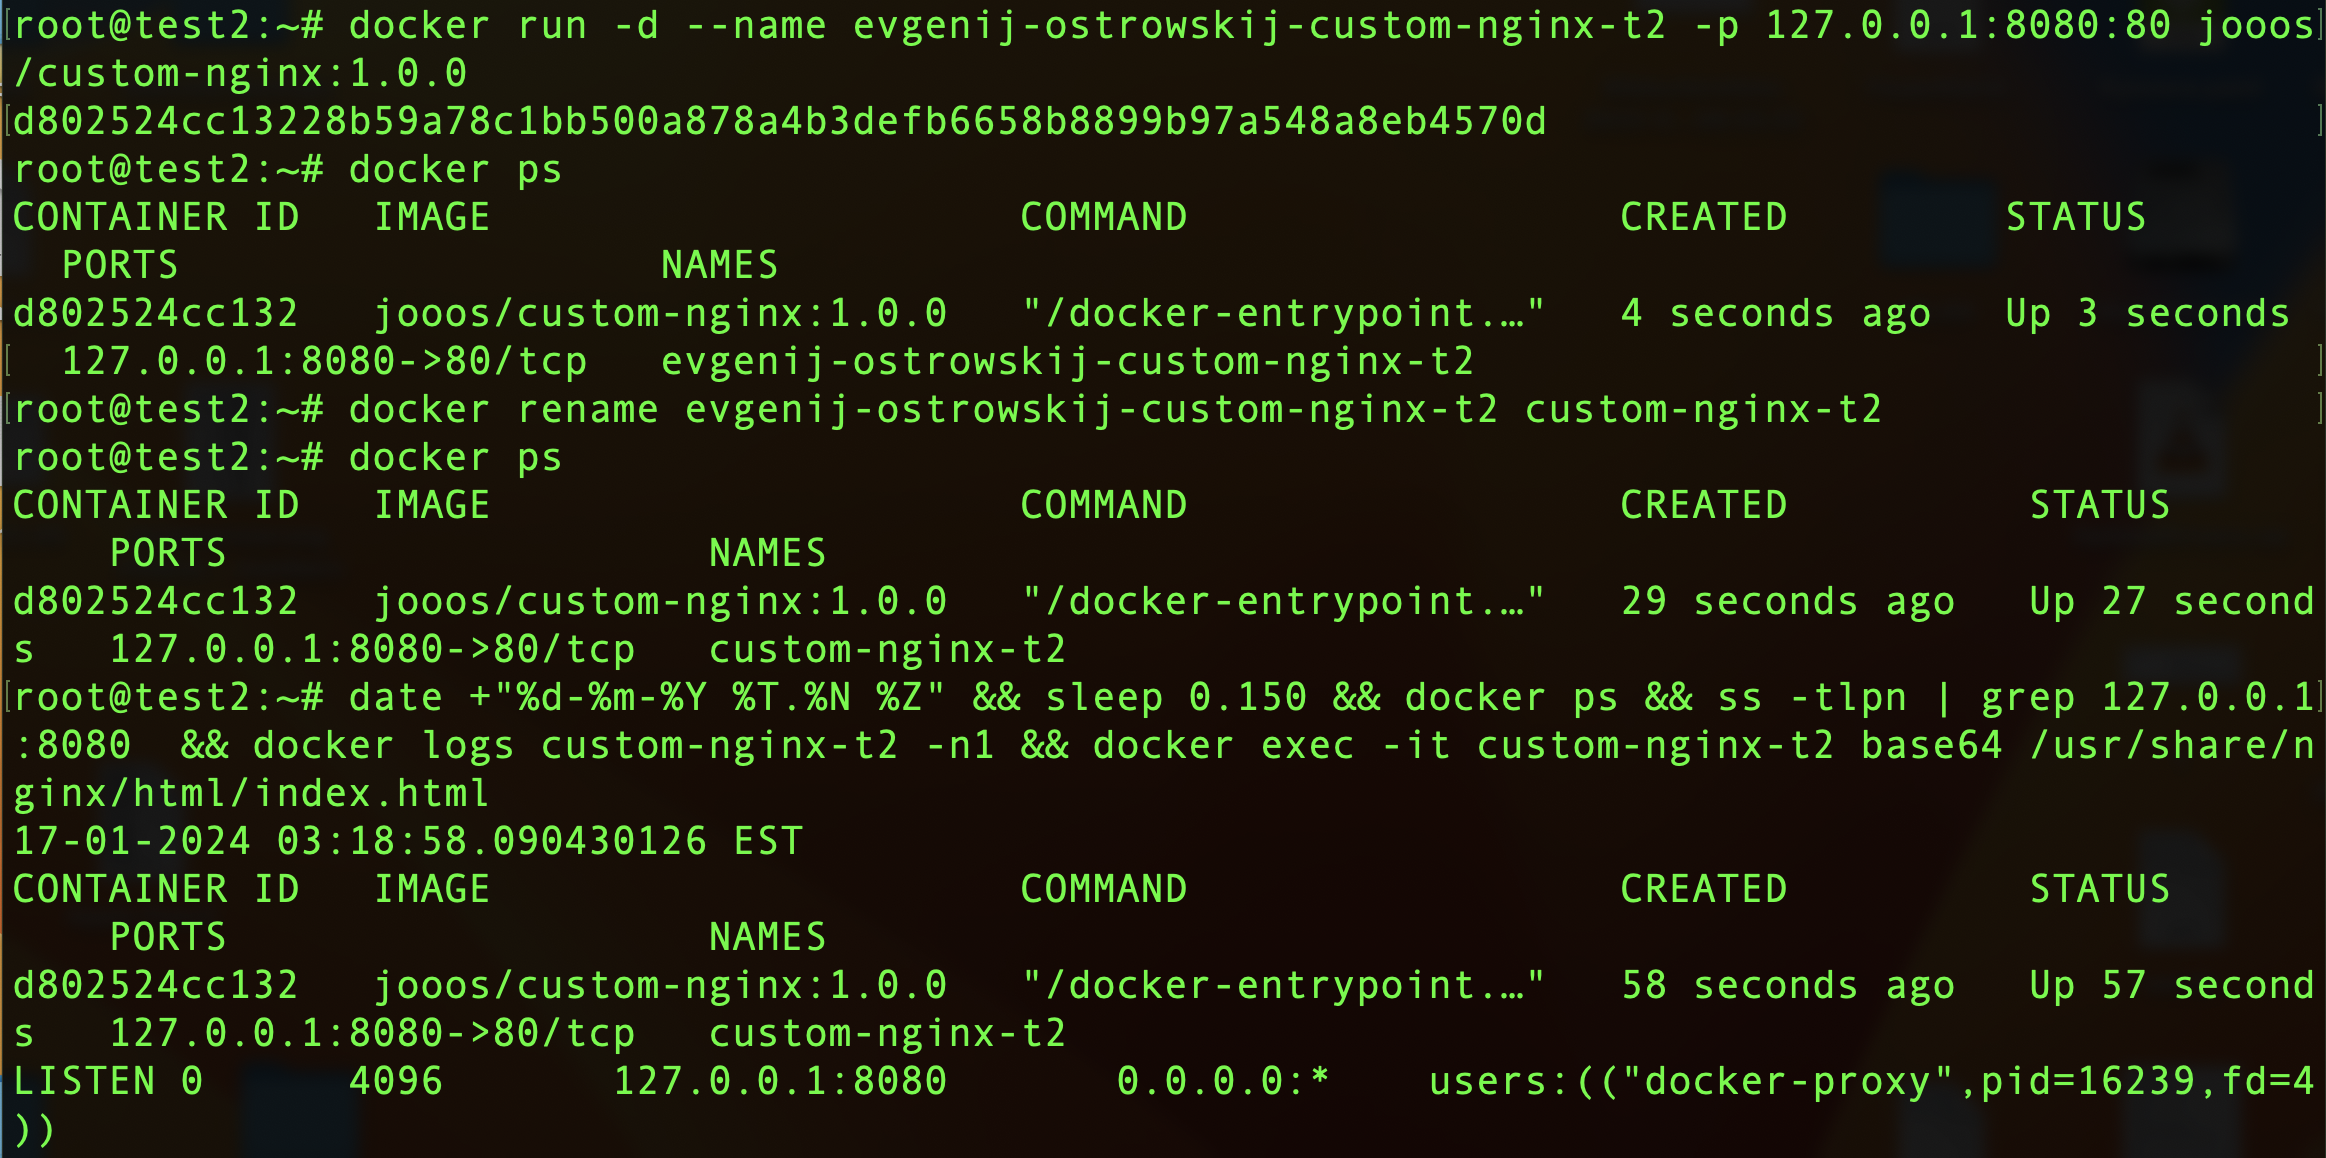 root@test2:~# docker run -d --name evgenij-ostrowskij-custom-nginx-t2 -p 127.0.0.1:8080:80 jooos
/custom-nginx:1.0.0
d802524cc13228b59a78c1bb500a878a4b3defb6658b8899b97a548a8eb4570d
root@test2:~# docker ps
CONTAINER ID   IMAGE                      COMMAND                  CREATED         STATUS
  PORTS                    NAMES
d802524cc132   jooos/custom-nginx:1.0.0   "/docker-entrypoint.…"   4 seconds ago   Up 3 seconds
  127.0.0.1:8080->80/tcp   evgenij-ostrowskij-custom-nginx-t2
root@test2:~# docker rename evgenij-ostrowskij-custom-nginx-t2 custom-nginx-t2
root@test2:~# docker ps
CONTAINER ID   IMAGE                      COMMAND                  CREATED          STATUS
    PORTS                    NAMES
d802524cc132   jooos/custom-nginx:1.0.0   "/docker-entrypoint.…"   29 seconds ago   Up 27 second
s   127.0.0.1:8080->80/tcp   custom-nginx-t2
root@test2:~# date +"%d-%m-%Y %T.%N %Z" && sleep 0.150 && docker ps && ss -tlpn | grep 127.0.0.1
:8080  && docker logs custom-nginx-t2 -n1 && docker exec -it custom-nginx-t2 base64 /usr/share/n
ginx/html/index.html
17-01-2024 03:18:58.090430126 EST
CONTAINER ID   IMAGE                      COMMAND                  CREATED          STATUS
    PORTS                    NAMES
d802524cc132   jooos/custom-nginx:1.0.0   "/docker-entrypoint.…"   58 seconds ago   Up 57 second
s   127.0.0.1:8080->80/tcp   custom-nginx-t2
LISTEN 0      4096       127.0.0.1:8080       0.0.0.0:*    users:(("docker-proxy",pid=16239,fd=4
))